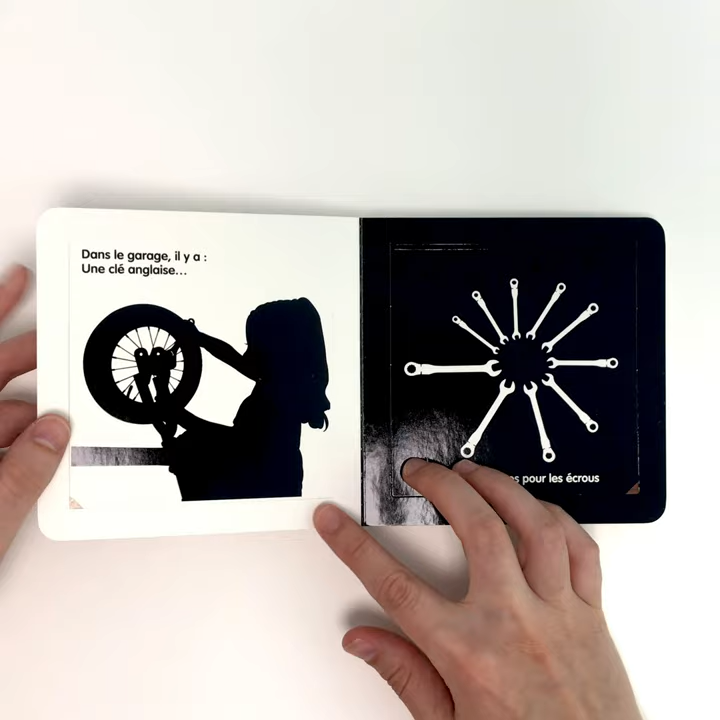 Dans le garage, il y a :
Une clé anglaise…
pour les écrous